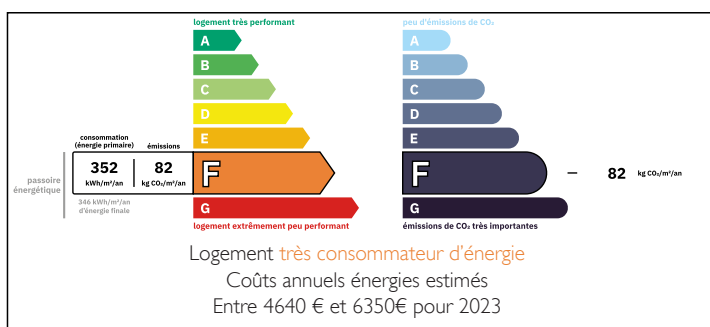 logement très performant
A
B
C
D
E
consommation
(énergie primaire)
émissions
passoire
énergétique
352
kWh/m²/an
82
kg CO₂/m²/an
F
346 kWh/m²/an
d'énergie finale
G
logement extrêmement peu performant
peu d'émissions de CO₂
A
B
C
D
E
F
82 kg CO₂/m²/an
G
émissions de CO₂ très importantes
Logement très consommateur d'énergie
Coûts annuels énergies estimés
Entre 4640 € et 6350€ pour 2023